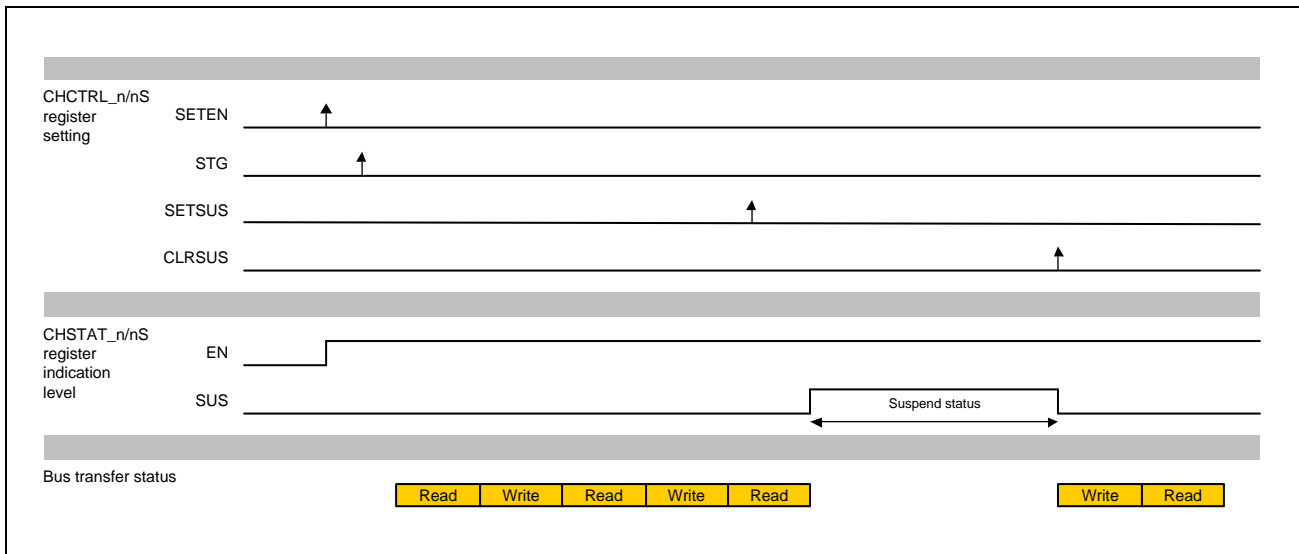 CHCTRL_n/nS
register
setting
SETEN
STG
SETSUS
CLRSUS
CHSTAT_n/nS
register
indication
level
EN
SUS
Suspend status
Bus transfer status
Read Write Read Write Read Write Read